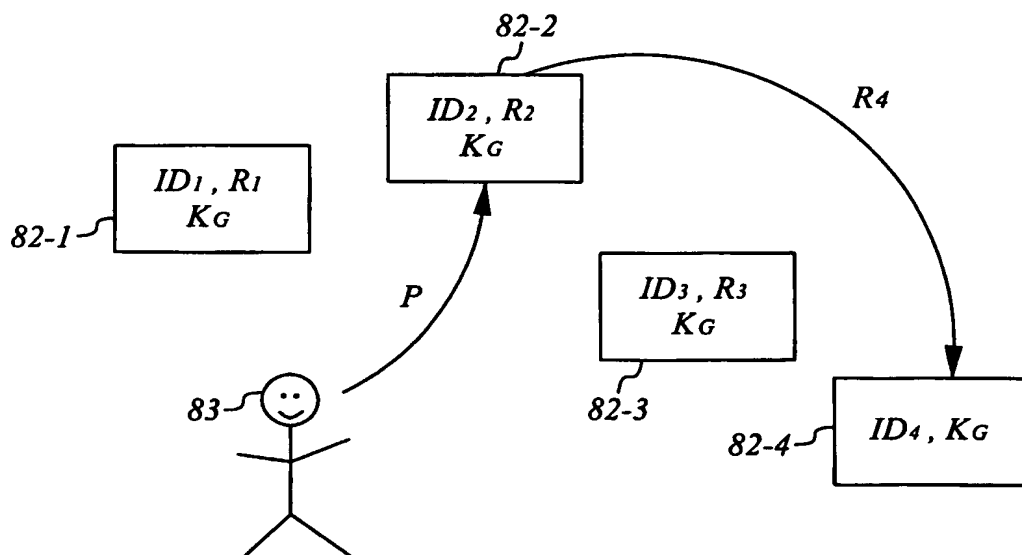 82-2
ID2 , R2
KG
R4
ID1 , R1
KG
82-1
ID3 , R3
KG
P
82-3
83
ID4 , KG
82-4